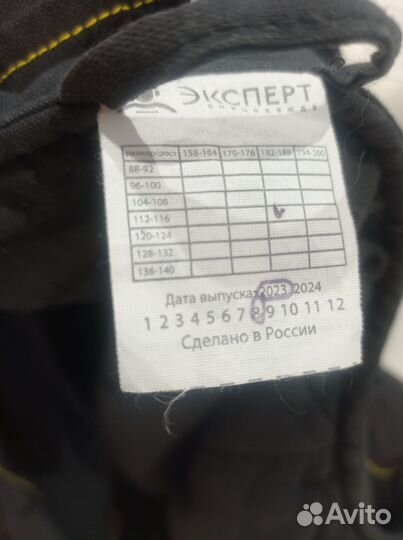 ЭКСПЕРТ
СПЕЦОДЕЖДА
размер/рост 158-164 170-176 182-188 194-200
88-92
96-100
104-108
112-116
120-124
128-132
136-140
Дата выпуска 2023 2024
1 2 3 4 5 6 7 8 9 10 11 12
Сделано в России
Avito